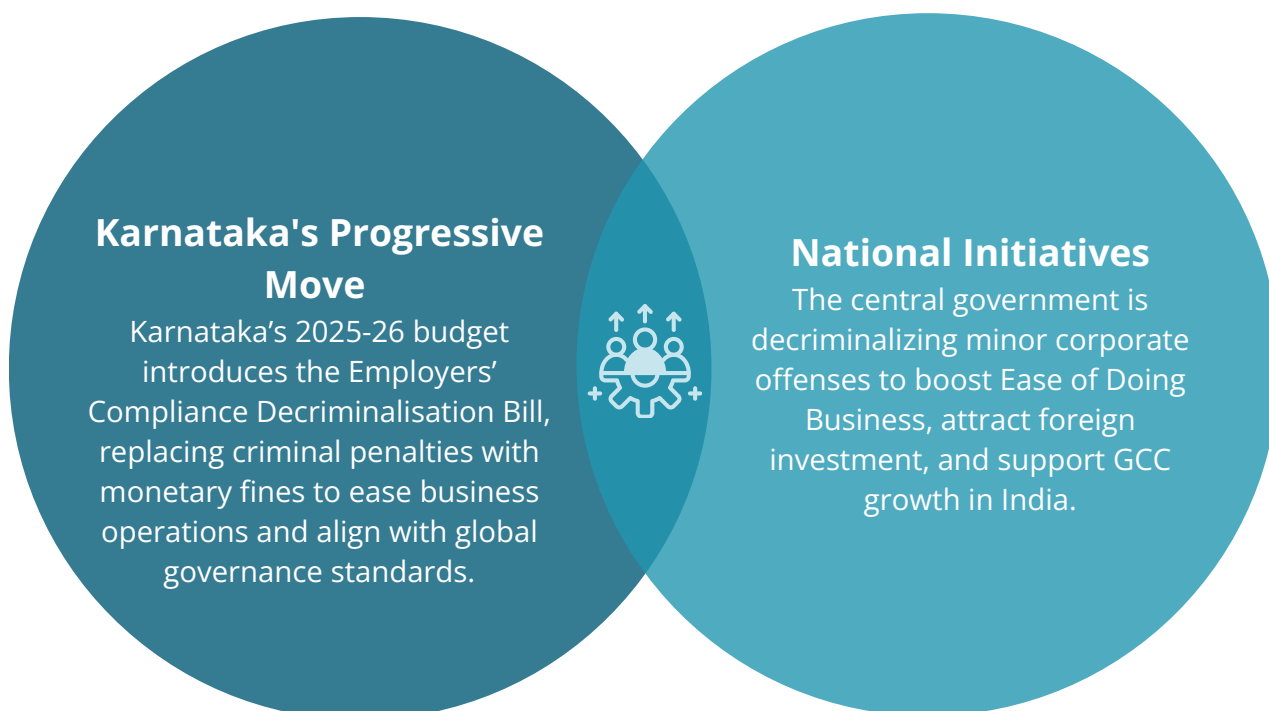 Karnataka's Progressive
Move
Karnataka’s 2025-26 budget
introduces the Employers’
Compliance Decriminalisation Bill,
replacing criminal penalties with
monetary fines to ease business
operations and align with global
governance standards.
National Initiatives
The central government is
decriminalizing minor corporate
offenses to boost Ease of Doing
Business, attract foreign
investment, and support GCC
growth in India.